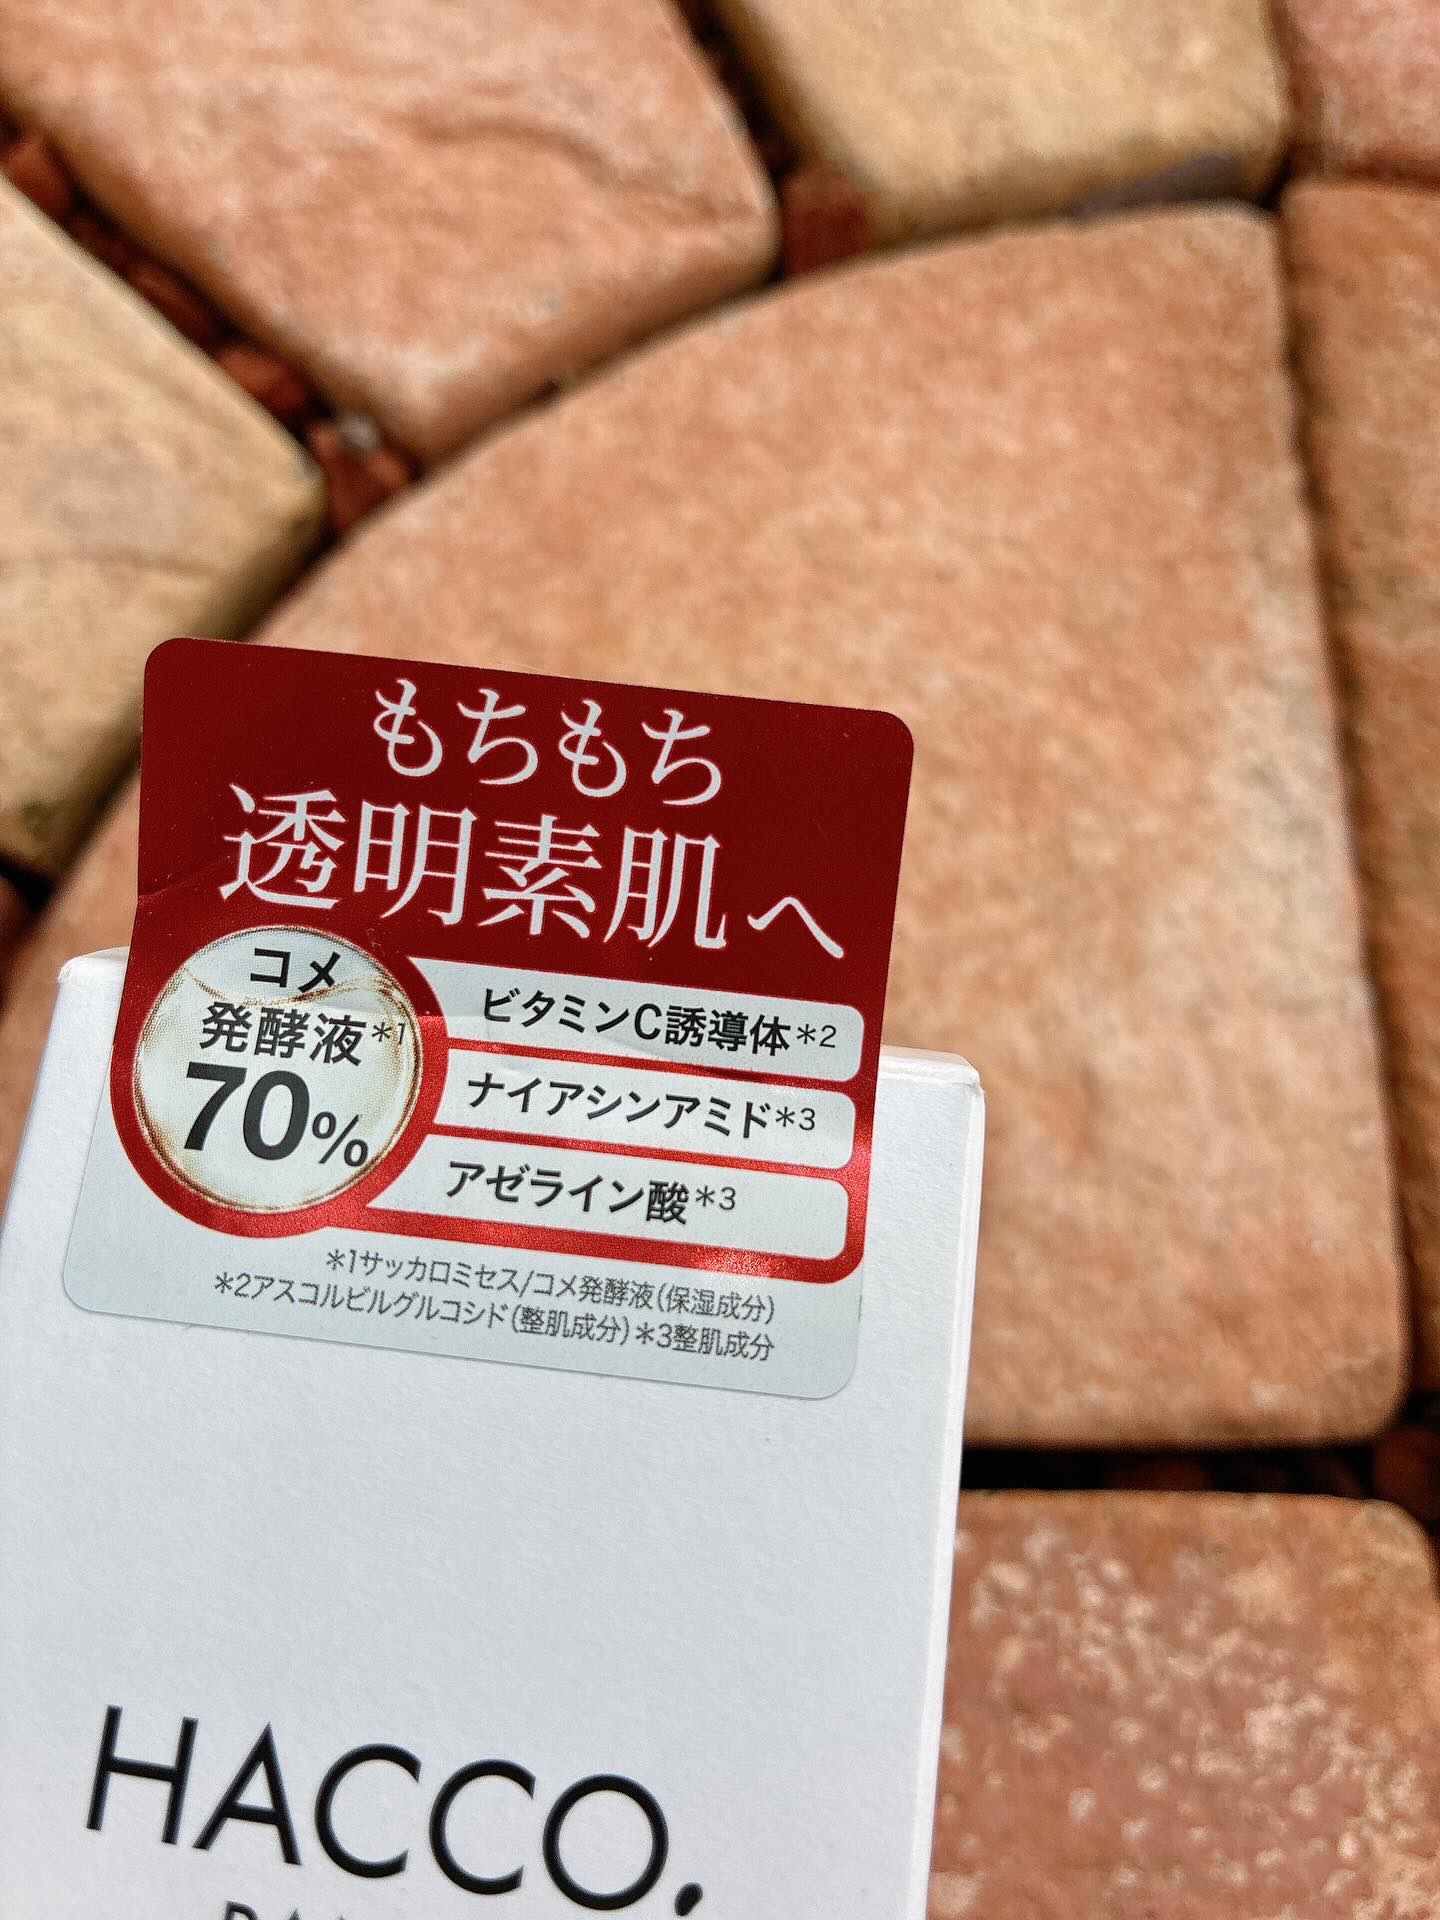 もちもち
透明素肌へ
コメ
発酵液*1
70%
ビタミンC誘導体*2
ナイアシンアミド*3
アゼライン酸*3
*1サッカロミセス/コメ発酵液(保湿成分)
*2アスコルビルグルコシド(整肌成分)*3整肌成分
HACCO.